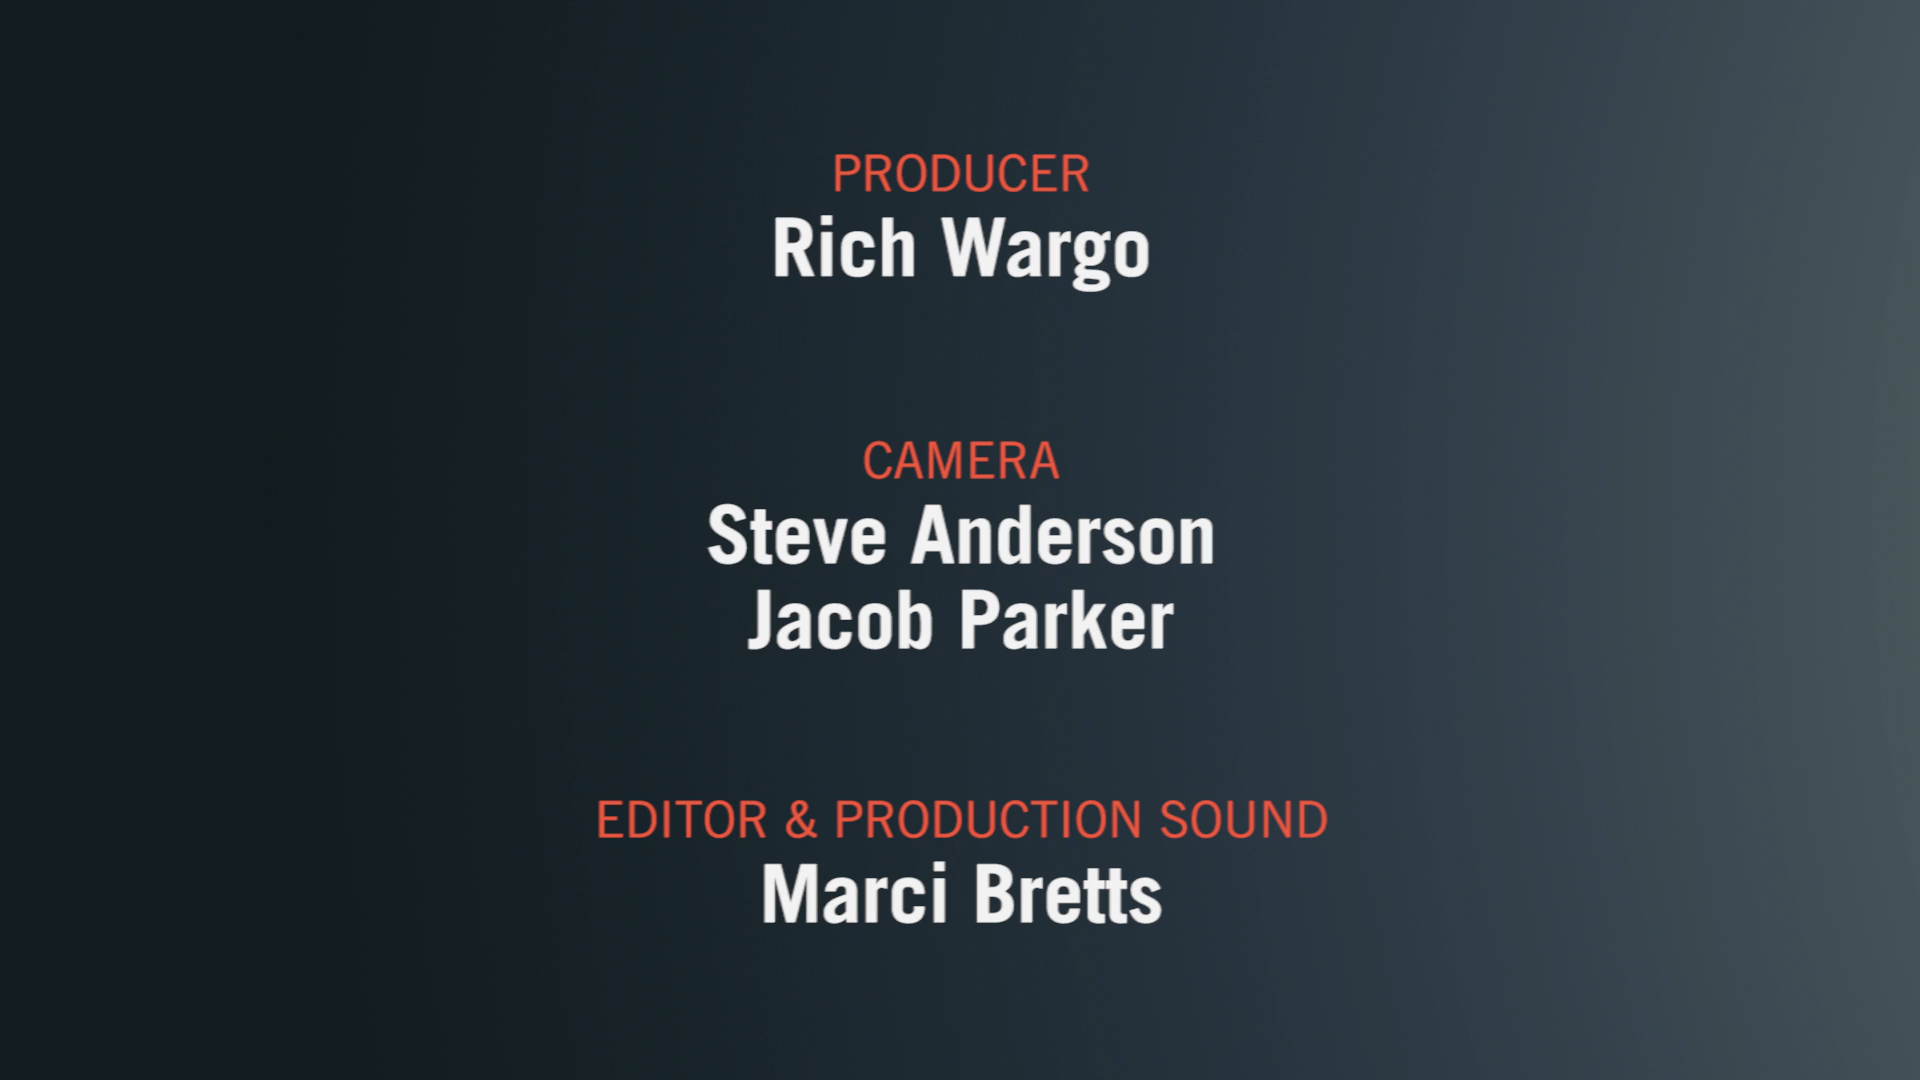 PRODUCER
Rich Wargo
CAMERA
Steve Anderson
Jacob Parker
EDITOR & PRODUCTION SOUND
Marci Bretts